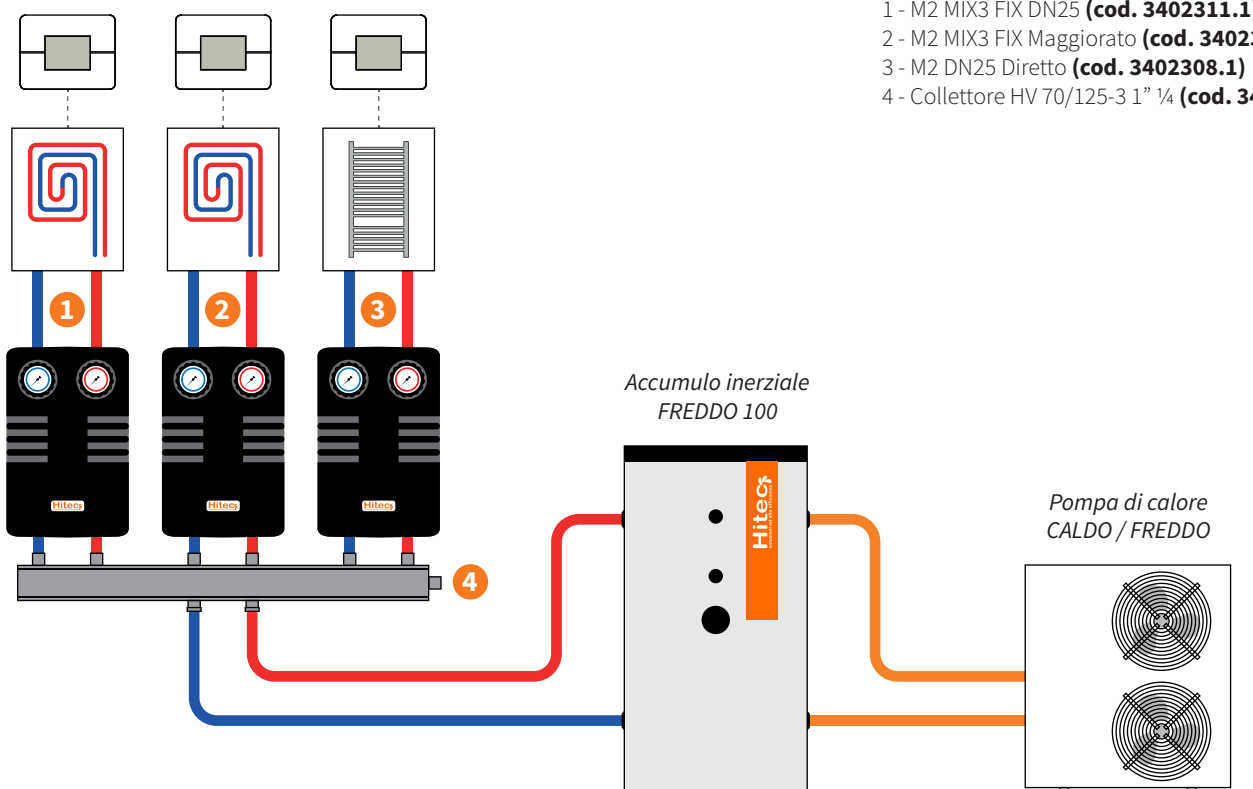 1 - M2 MIX3 FIX DN25 (cod. 3402311.1)
2 - M2 MIX3 FIX Maggiorato (cod. 3402
3 - M2 DN25 Diretto (cod. 3402308.1)
4 - Collettore HV 70/125-3 1” ¼ (cod. 34
1
2
3
Hitec
Hitec
Hitec
4
Accumulo inerziale
FREDDO 100
Hitec
Pompa di calore
CALDO / FREDDO